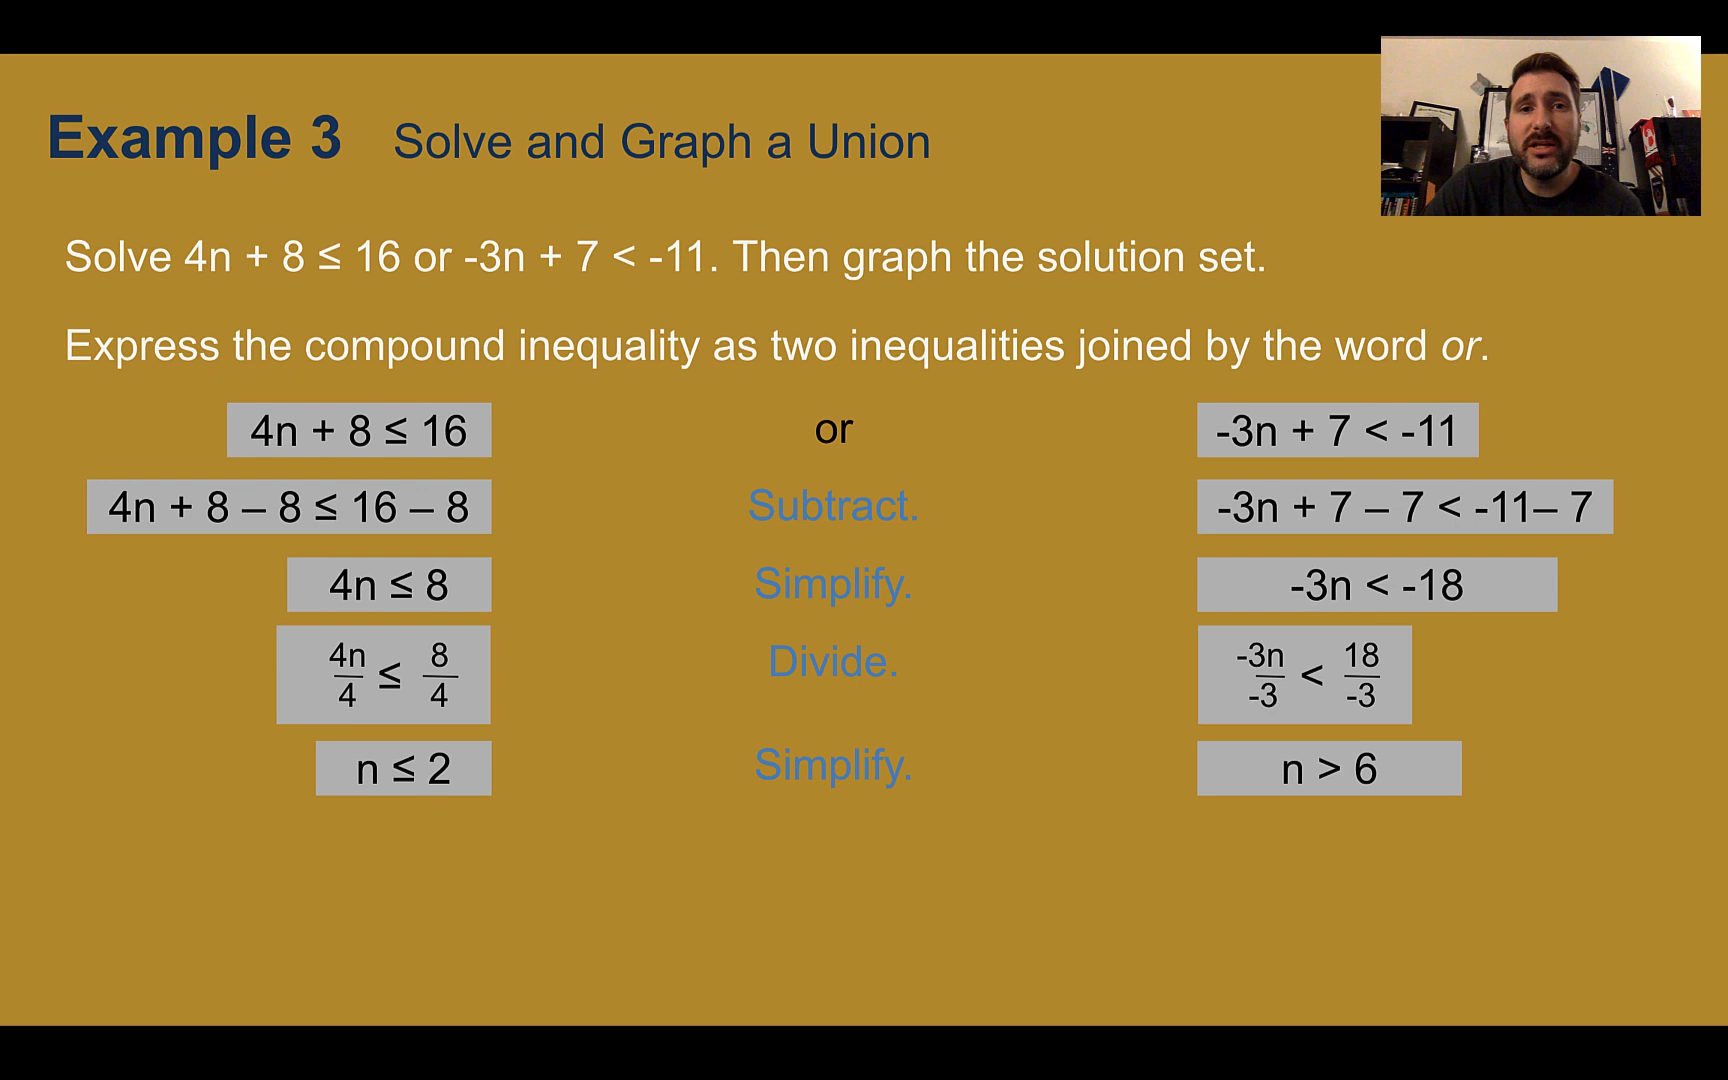 Example 3 Solve and Graph a Union
Solve 4n + 8 ≤ 16 or -3n + 7 < -11. Then graph the solution set.
Express the compound inequality as two inequalities joined by the word or.
4n + 8 ≤ 16 or -3n + 7 < -11
4n + 8 – 8 ≤ 16 – 8 Subtract. -3n + 7 – 7 < -11– 7
4n ≤ 8 Simplify. -3n < -18
4n/4 ≤ 8/4 Divide. -3n/-3 < 18/-3
n ≤ 2 Simplify. n > 6